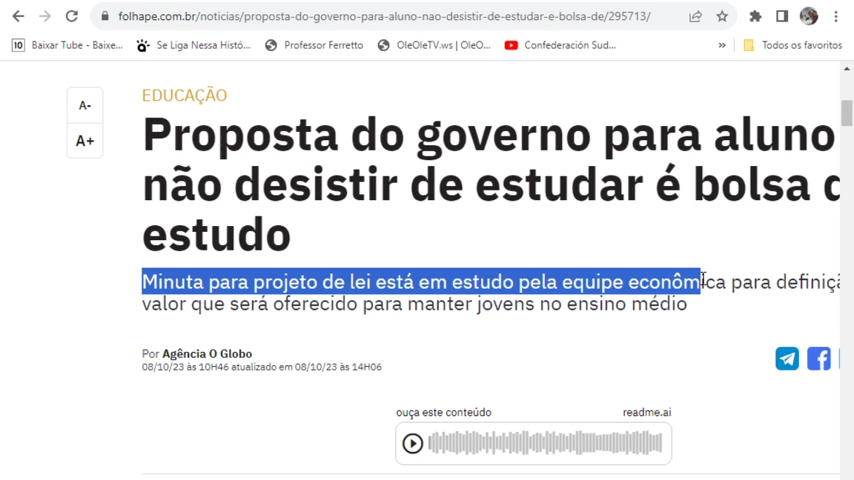 folhape.com.br/noticias/proposta-do-governo-para-aluno-nao-desistir-de-estudar-e-bolsa-de/295713/
10 Baixar Tube - Baixe... a+ Se Liga Nessa Histó... Professor Ferretto OleOleTV.ws | OleO... Confederación Sud... » Todos os favoritos
A-
A+
EDUCAÇÃO
Proposta do governo para aluno
não desistir de estudar é bolsa d
estudo
Minuta para projeto de lei está em estudo pela equipe econômica para definiçã
valor que será oferecido para manter jovens no ensino médio
Por Agência O Globo
08/10/23 às 10H46 atualizado em 08/10/23 às 14H06
ouça este conteúdo readme.ai